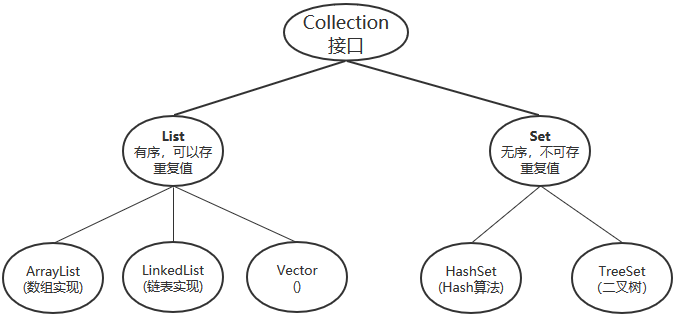 Collection
接口
List
有序，可以存
重复值
Set
无序，不可存
重复值
ArrayList
(数组实现)
LinkedList
(链表实现)
Vector
()
HashSet
(Hash算法)
TreeSet
(二叉树)